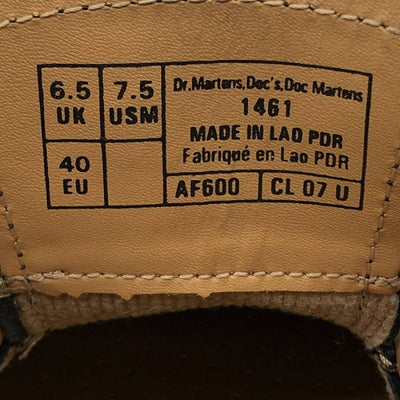 6.5 UK
7.5 USM
40 EU
Dr.Martens,Doc's,Doc Martens
1461
MADE IN LAO PDR
Fabriqué en Lao PDR
AF600
CL 07 U